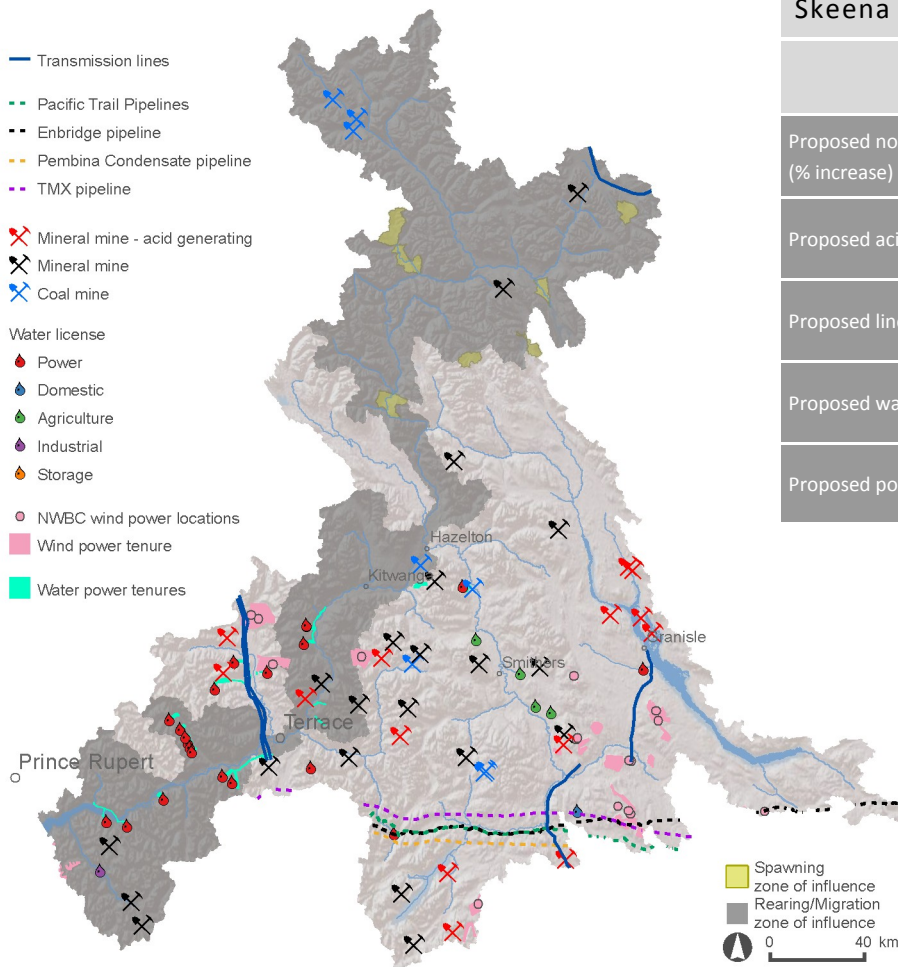 Skeena
Transmission lines
Pacific Trail Pipelines
Enbridge pipeline
Pembina Condensate pipeline
TMX pipeline
Mineral mine - acid generating
Mineral mine
Coal mine
Water license
Power
Domestic
Agriculture
Industrial
Storage
NWBC wind power locations
Wind power tenure
Water power tenures
Proposed no
(% increase)
Proposed aci
Proposed line
Proposed wa
Proposed po
Hazelton
Kitwanga
Granisle
Smithers
Terrace
Prince Rupert
Spawning
zone of influence
Rearing/Migration
zone of influence
0 40 km